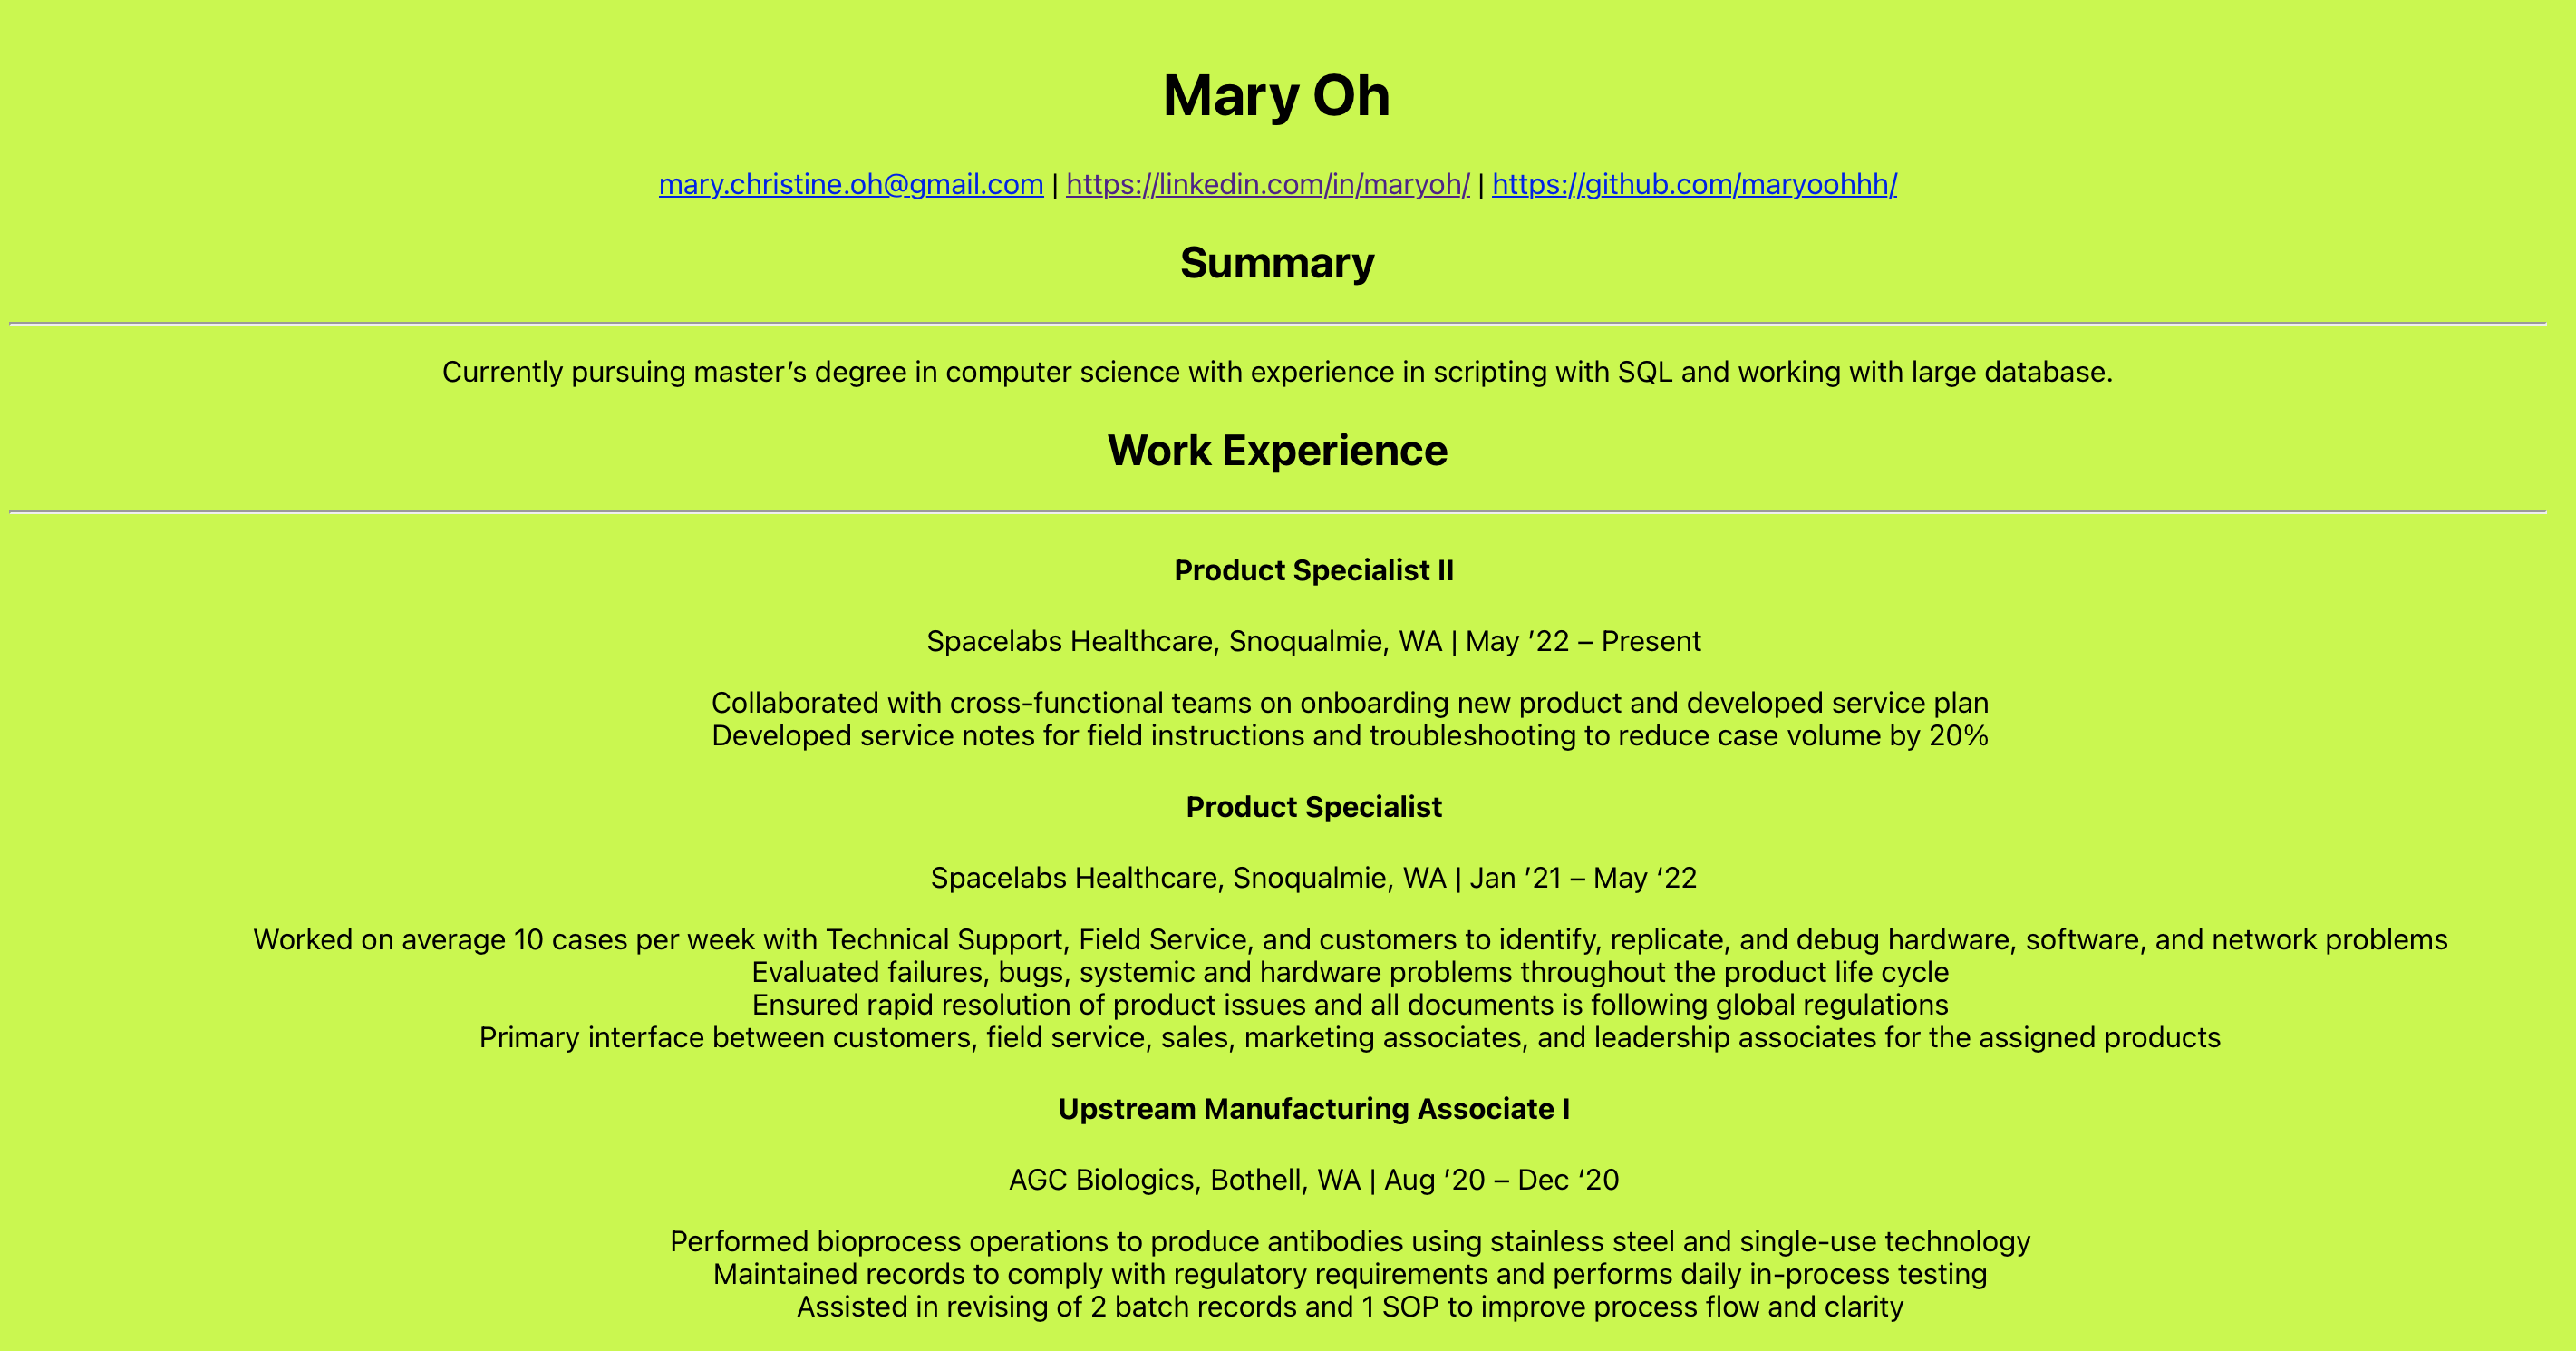 Mary Oh
mary.christine.oh@gmail.com | https://linkedin.com/in/maryoh/ | https://github.com/maryoohhh/
Summary
Currently pursuing master’s degree in computer science with experience in scripting with SQL and working with large database.
Work Experience
Product Specialist II
Spacelabs Healthcare, Snoqualmie, WA | May ’22 – Present
Collaborated with cross-functional teams on onboarding new product and developed service plan
Developed service notes for field instructions and troubleshooting to reduce case volume by 20%
Product Specialist
Spacelabs Healthcare, Snoqualmie, WA | Jan ’21 – May ‘22
Worked on average 10 cases per week with Technical Support, Field Service, and customers to identify, replicate, and debug hardware, software, and network problems
Evaluated failures, bugs, systemic and hardware problems throughout the product life cycle
Ensured rapid resolution of product issues and all documents is following global regulations
Primary interface between customers, field service, sales, marketing associates, and leadership associates for the assigned products
Upstream Manufacturing Associate I
AGC Biologics, Bothell, WA | Aug ’20 – Dec ‘20
Performed bioprocess operations to produce antibodies using stainless steel and single-use technology
Maintained records to comply with regulatory requirements and performs daily in-process testing
Assisted in revising of 2 batch records and 1 SOP to improve process flow and clarity